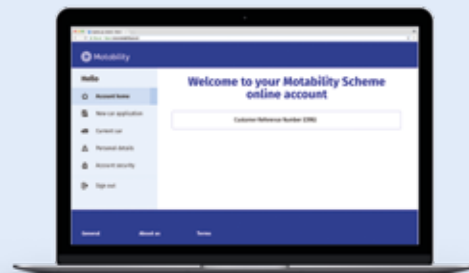 Motability
Hello
Account home
New car application
Current car
Personal details
Account security
Sign out
Welcome to your Motability Scheme
online account
Customer Reference Number (CRN)
General
About us
Terms